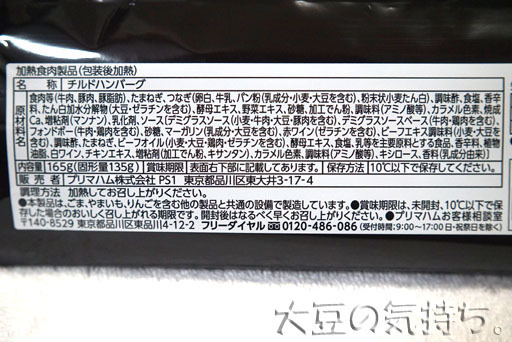 加熱食肉製品(包装後加熱)
名 称 チルドハンバーグ
原材料名 食肉等(牛肉、豚肉、豚脂肪)、たまねぎ、つなぎ(卵白、牛乳、パン粉(乳成分・小麦・大豆を含む)、粉末状小麦たん白)、調味酢、食塩、香辛
料、たん白加水分解物(大豆・ゼラチンを含む)、酵母エキス、野菜エキス、砂糖、加工でん粉、調味料(アミノ酸等)、カラメル色素、焼成
Ca、増粘剤(マンナン)、乳化剤、ソース(デミグラスソース(小麦・牛肉・大豆・豚肉を含む)、デミグラスソースベース(牛肉・鶏肉を含む)、
フォンドボー(牛肉・鶏肉を含む)、砂糖、マーガリン(乳成分・大豆を含む)、赤ワイン(ゼラチンを含む)、ビーフエキス調味料(小麦・大豆
を含む)、調味酢、たまねぎ、ビーフオイル(小麦・大豆・鶏肉・ゼラチンを含む)、酵母エキス、食塩、乳等を主要原料とする食品、香辛料、植物
油脂、白ワイン、チキンエキス、増粘剤(加工でん粉、キサンタン)、カラメル色素、調味料(アミノ酸等)、キシロース、香料(乳成分由来))
内容量 165g(固形量135g) 賞味期限 表面右下部に記載してあります。 保存方法 10℃以下で保存してください。
販 売 者 プリマハム株式会社 PS1 東京都品川区東大井3-17-4
調理方法 加熱してお召し上がりください。
●本製品は、ごま、やまいも、りんごを含む他の製品と共通の設備で製造しています。●賞味期限は、未開封、10℃以下で保
存した場合のおいしく召し上がれる期限です。開封後はなるべく早くお召し上がりください。●プリマハムお客様相談室
〒140-8529 東京都品川区東品川4-12-2 フリーダイヤル 0120-486-086 (受付時間:9:00~17:00 日・祝祭日を除く)
大豆の気持ち。